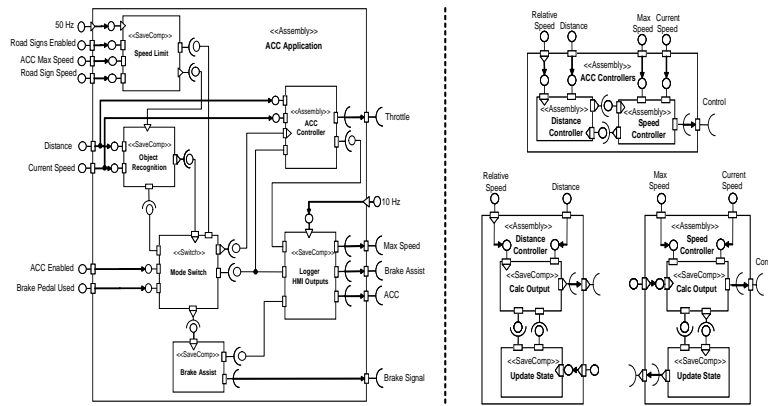 50 Hz
Road Signs Enabled
ACC Max Speed
Road Sign Speed
<<SaveComp>>
Speed Limit
<<Assembly>>
ACC Application
<<Assembly>>
ACC
Controller
Throttle
Distance
Current Speed
<<SaveComp>>
Object
Recognition
10 Hz
<<Switch>>
Mode Switch
<<SaveComp>>
Logger
HMI Outputs
Max Speed
Brake Assist
ACC
ACC Enabled
Brake Pedal Used
<<SaveComp>>
Brake Assist
Brake Signal
Relative
Speed
Distance
Max
Speed
Current
Speed
<<Assembly>>
ACC Controllers
<<Assembly>>
Distance
Controller
<<Assembly>>
Speed
Controller
Control
Relative
Speed
Distance
<<Assembly>>
Distance
Controller
<<SaveComp>>
Calc Output
<<SaveComp>>
Update State
Max
Speed
Current
Speed
<<Assembly>>
Speed
Controller
<<SaveComp>>
Calc Output
<<SaveComp>>
Update State